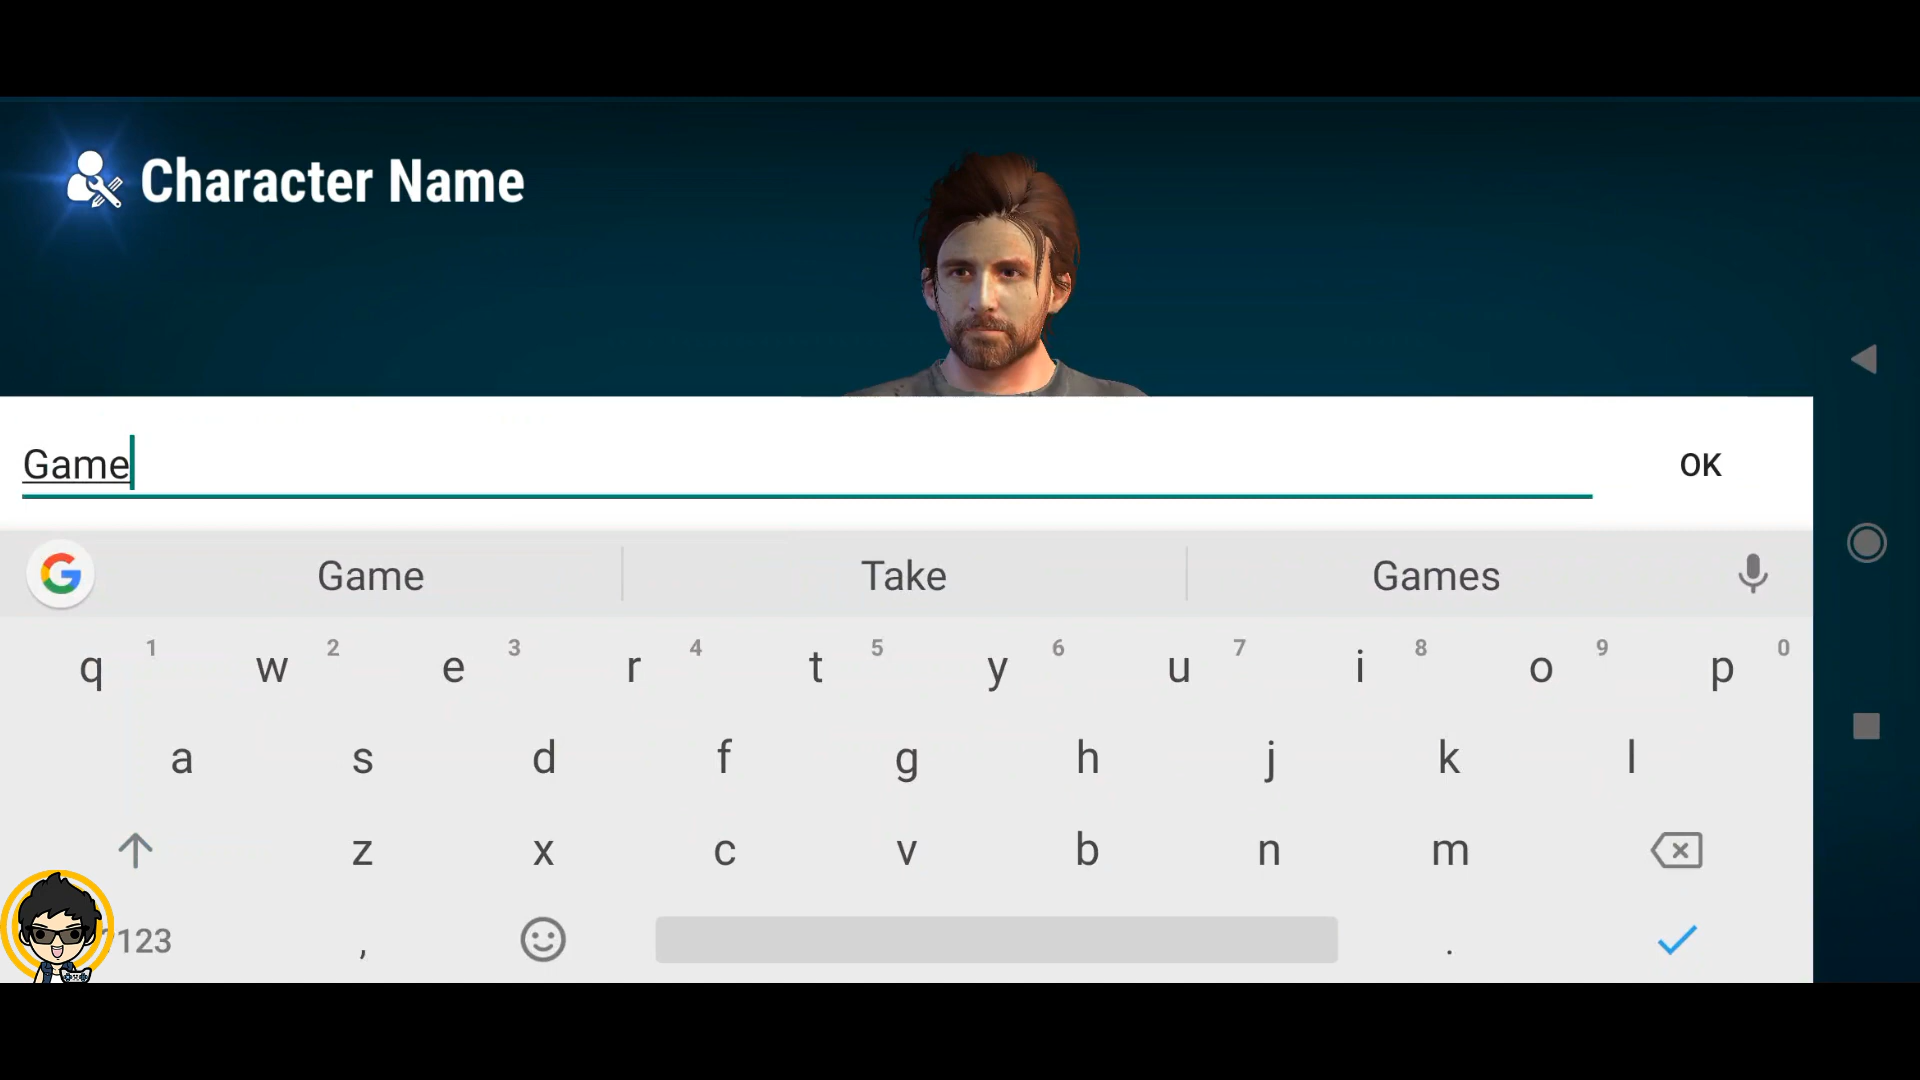 Character Name
Game
OK
Game Take Games
q 1 w 2 e 3 r 4 t 5 y 6 u 7 i 8 o 9 p 0
a s d f g h j k l
z x c v b n m
123 , .